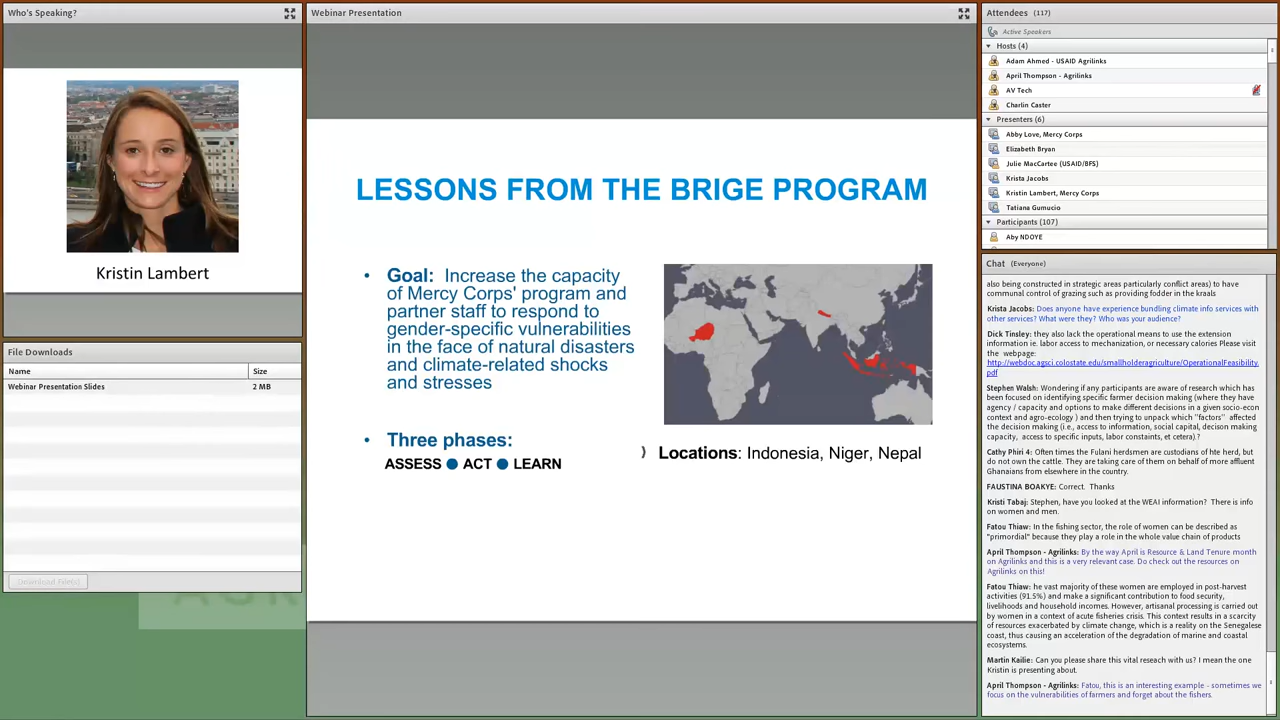 Who's Speaking?
Kristin Lambert
File Downloads
Name Size
Webinar Presentation Slides 2 MB
Download File(s)
Webinar Presentation
LESSONS FROM THE BRIGE PROGRAM
• Goal: Increase the capacity
of Mercy Corps' program and
partner staff to respond to
gender-specific vulnerabilities
in the face of natural disasters
and climate-related shocks
and stresses
• Three phases:
ASSESS ● ACT ● LEARN
Locations: Indonesia, Niger, Nepal
Attendees (117)
Active Speakers
Hosts (4)
Adam Ahmed - USAID Agrilinks
April Thompson - Agrilinks
AV Tech
Charlin Caster
Presenters (6)
Abby Love, Mercy Corps
Elizabeth Bryan
Julie MacCartee (USAID/BFS)
Krista Jacobs
Kristin Lambert, Mercy Corps
Tatiana Gumucio
Participants (107)
Aby NDOYE
Chat (Everyone)
also being constructed in strategic areas particularly conflict areas) to have
communal control of grazing such as providing fodder in the kraals
Krista Jacobs: Does anyone have experience bundling climate info services with
other services? What were they? Who was your audience?
Dick Tinsley: they also lack the operational means to use the extension
information ie. labor access to mechanization, or necessary calories Please visit
the webpage:
http://webdoc.agsci.colostate.edu/smallholderagriculture/OperationalFeasibility.
pdf
Stephen Walsh: Wondering if any participants are aware of research which has
been focused on identifying specific farmer decision making (where they have
agency / capacity and options to make different decisions in a given socio-econ
context and agro-ecology ) and then trying to unpack which "factors" affected
the decision making (i.e., access to information, social capital, decison making
capacity, access to specific inputs, labor constraints, et cetera).?
Cathy Phiri 4: Often times the Fulani herdsmen are custodians of hte herd, but
do not own the cattle. They are taking care of them on behalf of more affluent
Ghanaians from elsewhere in the country.
FAUSTINA BOAKYE: Correct. Thanks
Kristi Tabaj: Stephen, have you looked at the WEAI information? There is info
on women and men.
Fatou Thiaw: In the fishing sector, the role of women can be described as
"primordial" because they play a role in the whole value chain of products
April Thompson - Agrilinks: By the way April is Resource & Land Tenure month
on Agrilinks and this is a very relevant case. Do check out the resources on
Agrilinks on this!
Fatou Thiaw: he vast majority of these women are employed in post-harvest
activities (91.5%) and make a significant contribution to food security,
livelihoods and household incomes. However, artisanal processing is carried out
by women in a context of acute fisheries crisis. This context results in a scarcity
of resources exacerbated by climate change, which is a reality on the Senegalese
coast, thus causing an acceleration of the degradation of marine and coastal
ecosystems.
Martin Kailie: Can you please share this vital reseach with us? I mean the one
Kristin is presenting about.
April Thompson - Agrilinks: Fatou, this is an interesting example - sometimes we
focus on the vulnerabilities of farmers and forget about the fishers.